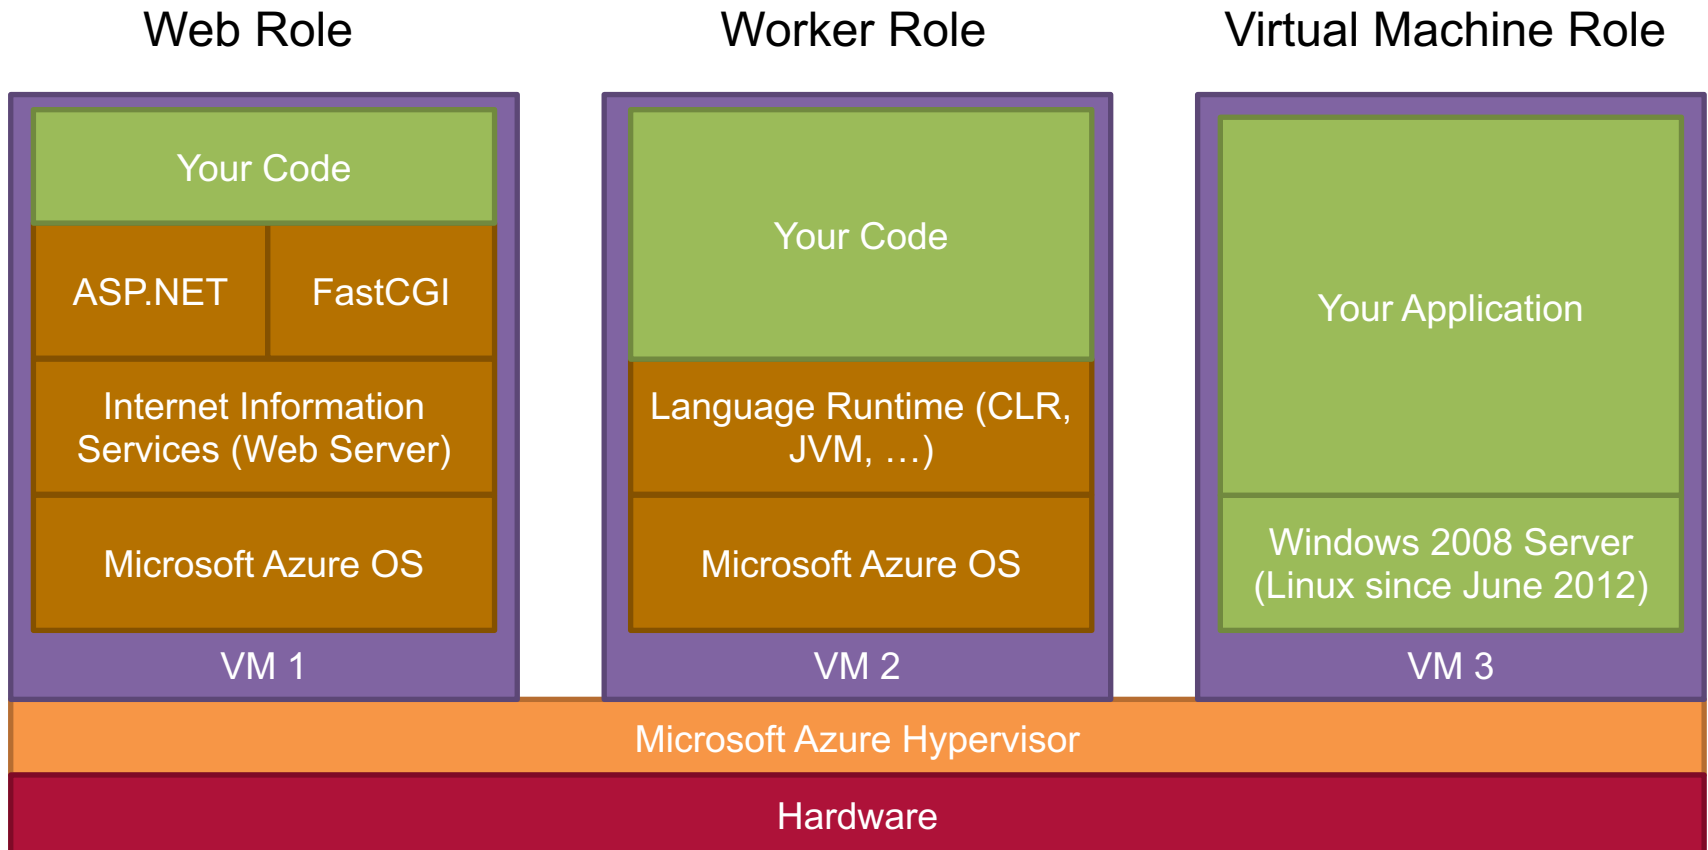 Web Role
Worker Role
Virtual Machine Role
Your Code
ASP.NET
FastCGI
Internet Information
Services (Web Server)
Microsoft Azure OS
VM 1
Your Code
Language Runtime (CLR,
JVM, …)
Microsoft Azure OS
VM 2
Your Application
Windows 2008 Server
(Linux since June 2012)
VM 3
Microsoft Azure Hypervisor
Hardware